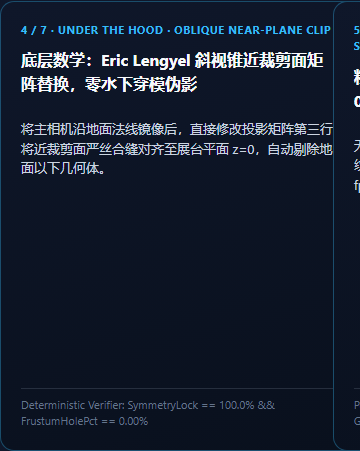 4 / 7 · UNDER THE HOOD · OBLIQUE NEAR-PLANE CLIP
底层数学：Eric Lengyel 斜视锥近裁剪面矩
阵替换，零水下穿模伪影
将主相机沿地面法线镜像后，直接修改投影矩阵第三行
将近裁剪面严丝合缝对齐至展台平面 z=0，自动剔除地
面以下几何体。
Deterministic Verifier: SymmetryLock == 100.0% &&
FrustumHolePct == 0.00%